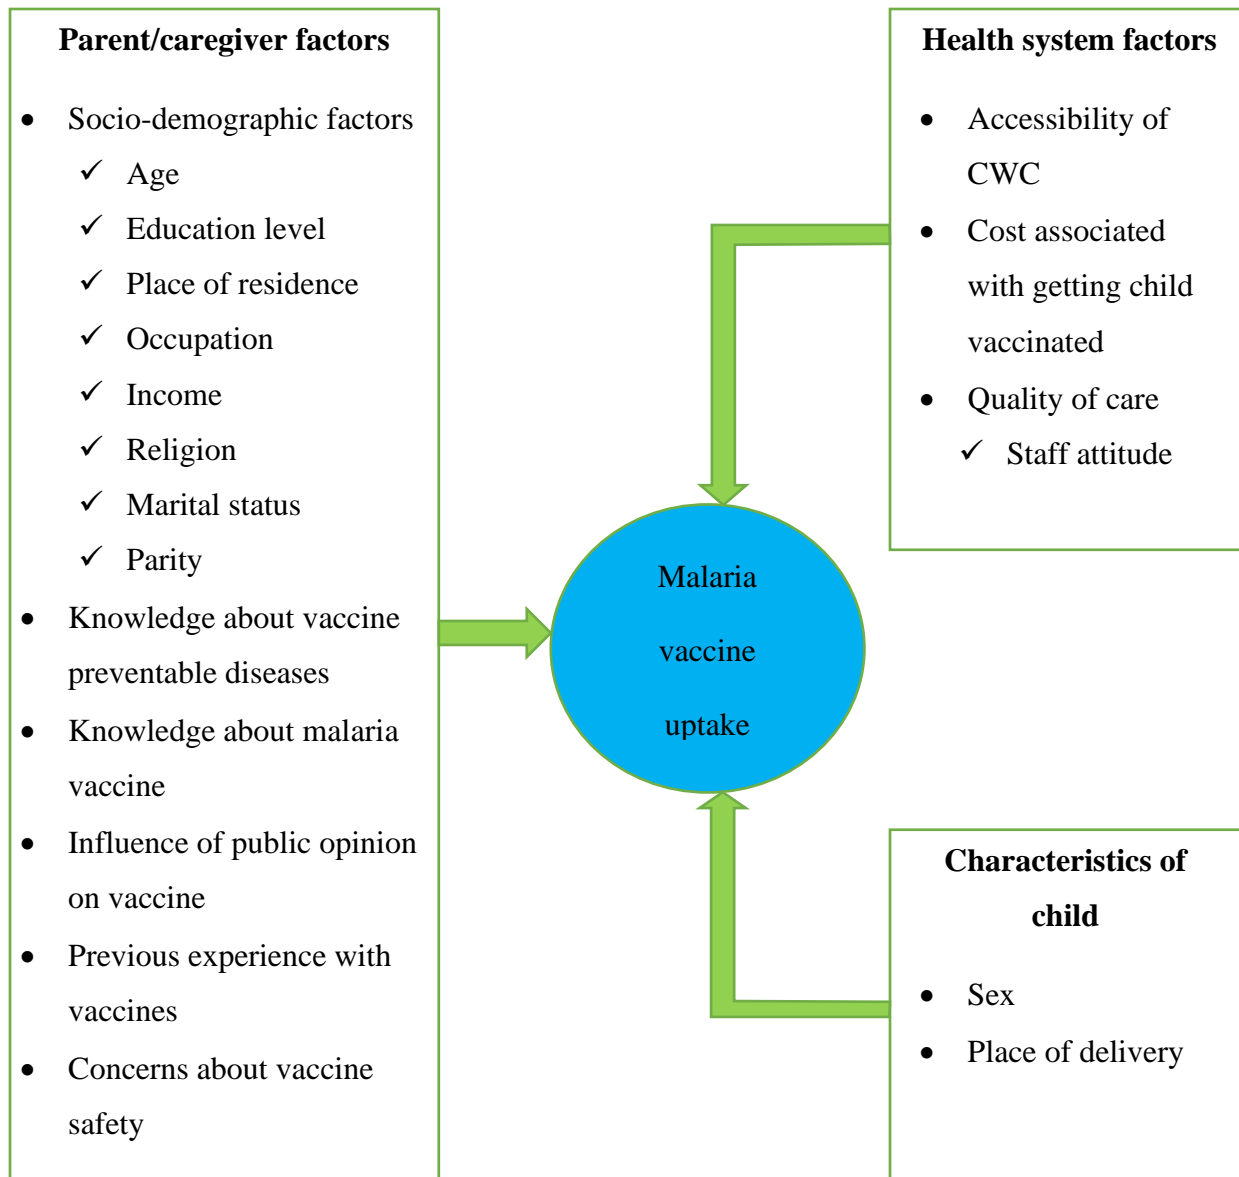 Parent/caregiver factors
• Socio-demographic factors
✓ Age
✓ Education level
✓ Place of residence
✓ Occupation
✓ Income
✓ Religion
✓ Marital status
✓ Parity
• Knowledge about vaccine
preventable diseases
• Knowledge about malaria
vaccine
• Influence of public opinion
on vaccine
• Previous experience with
vaccines
• Concerns about vaccine
safety
Malaria
vaccine
uptake
Health system factors
• Accessibility of
CWC
• Cost associated
with getting child
vaccinated
• Quality of care
✓ Staff attitude
Characteristics of
child
• Sex
• Place of delivery